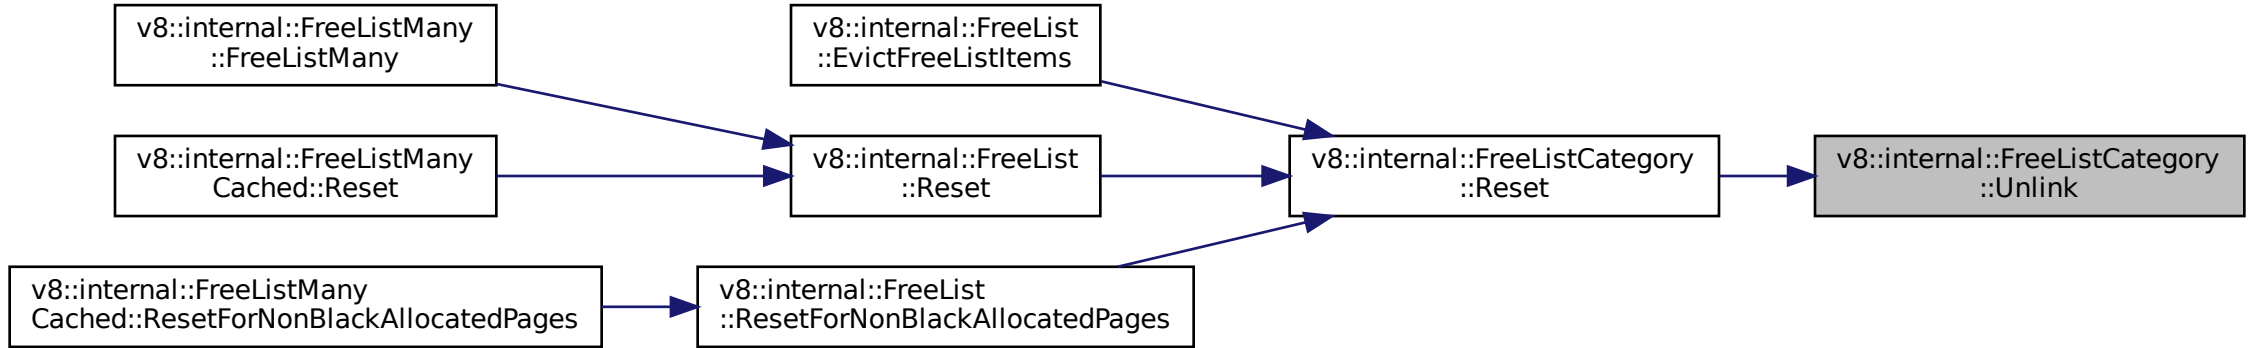 v8::internal::FreeListMany
::FreeListMany
v8::internal::FreeList
::EvictFreeListItems
v8::internal::FreeListMany
Cached::Reset
v8::internal::FreeList
::Reset
v8::internal::FreeListCategory
::Reset
v8::internal::FreeListCategory
::Unlink
v8::internal::FreeListMany
Cached::ResetForNonBlackAllocatedPages
v8::internal::FreeList
::ResetForNonBlackAllocatedPages